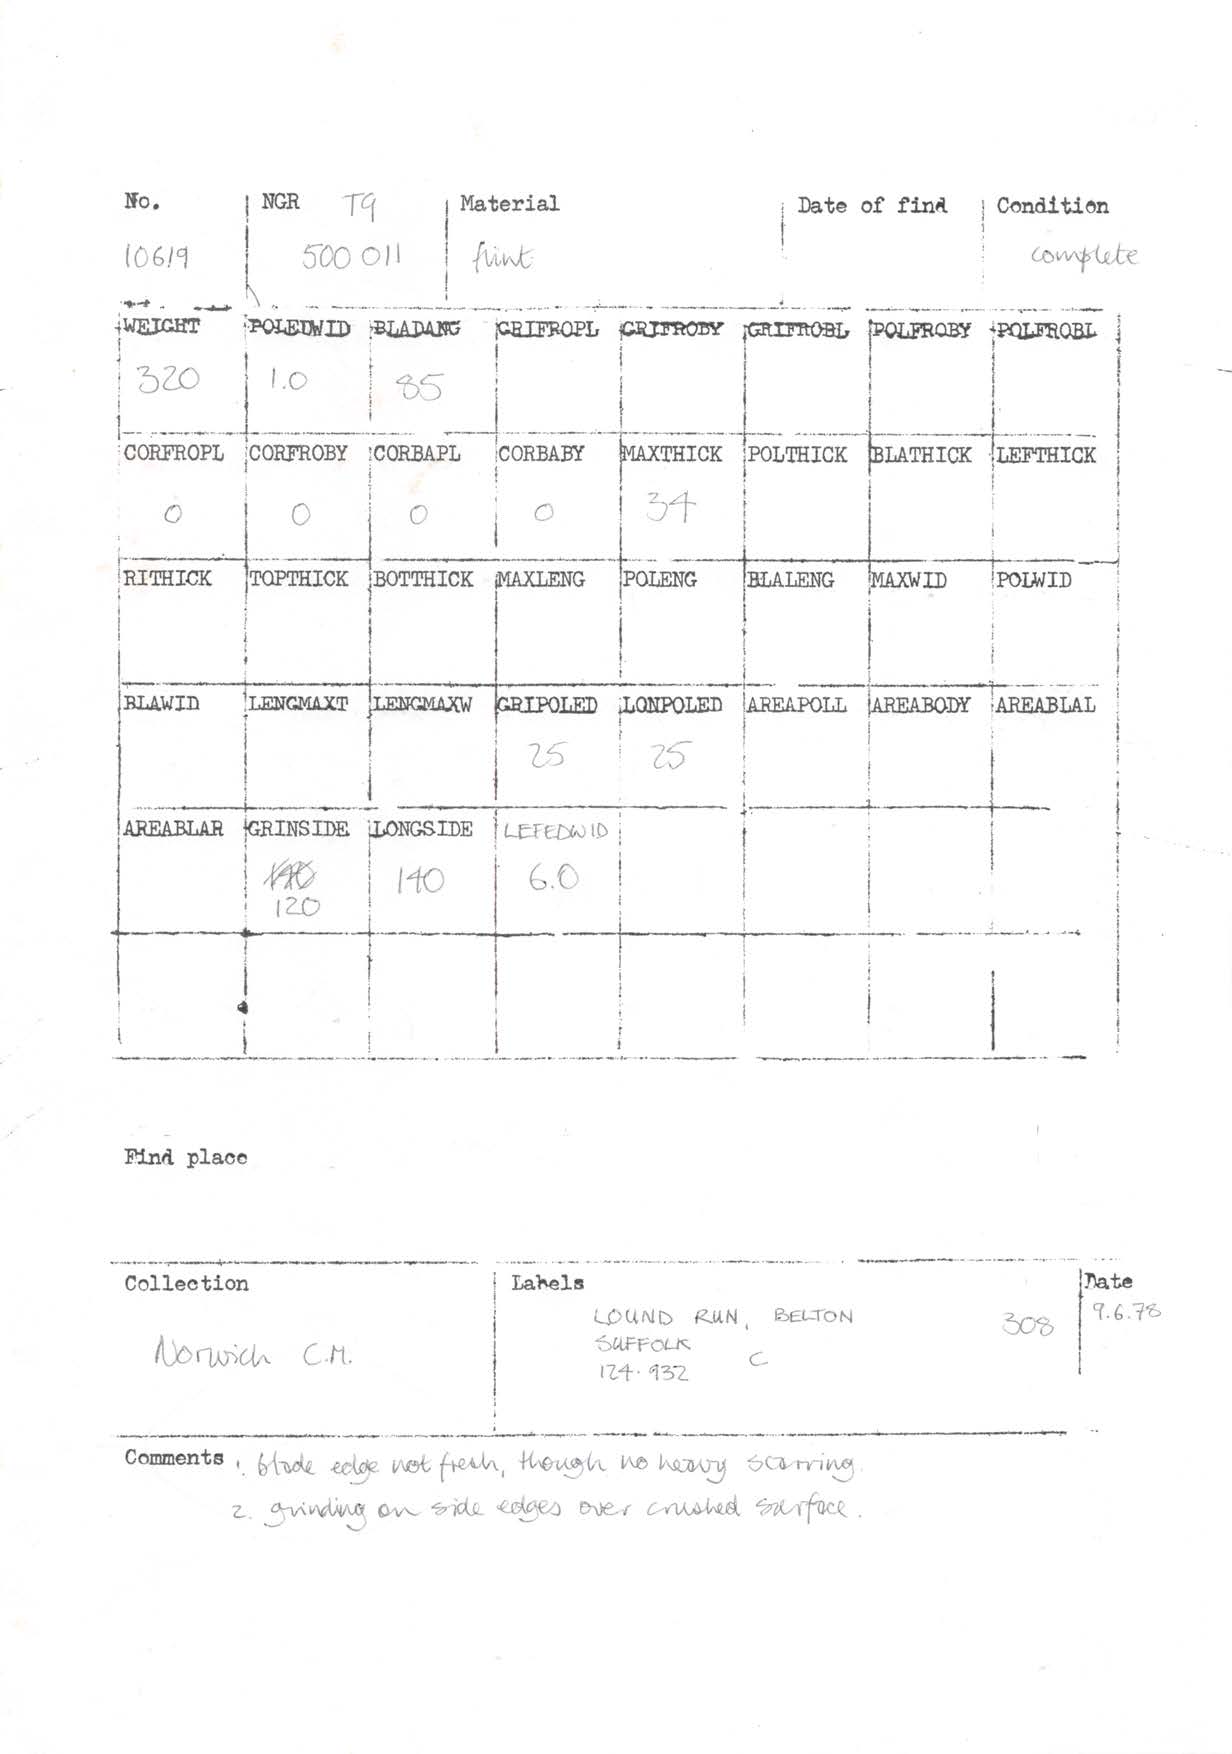 No. NGR TG Material Date of find Condition
10619 500 011 flint complete
WEIGHT POLEDWID BLADANG GRIFROPL GRIFROBY GRIFROBL POLFROBY POLFROBL
320 1.0 85
CORFROPL CORFROBY CORBAPL CORBABY MAXTHICK POLTHICK BLATHICK LEFTHICK
0 0 0 0 34
RITHICK TOPTHICK BOTTHICK MAXLENG POLENG BLALENG MAXWID POLWID
BLAWID LENGMAXT LENGMAXW GRIPOLED LONPOLED AREAPOLL AREABODY AREABLAL
25 25
AREABLAR GRINSIDE LONGSIDE LEFEDWID
140 140 6.0
120
Find place
Collection Labels Date
LOUND RUN, BELTON 308 9.6.78
SUFFOLK
Norwich C.M. 124.932 C
Comments 1. blade edge not fresh, though no heavy scarring.
2. grinding on side edges over crushed surface.